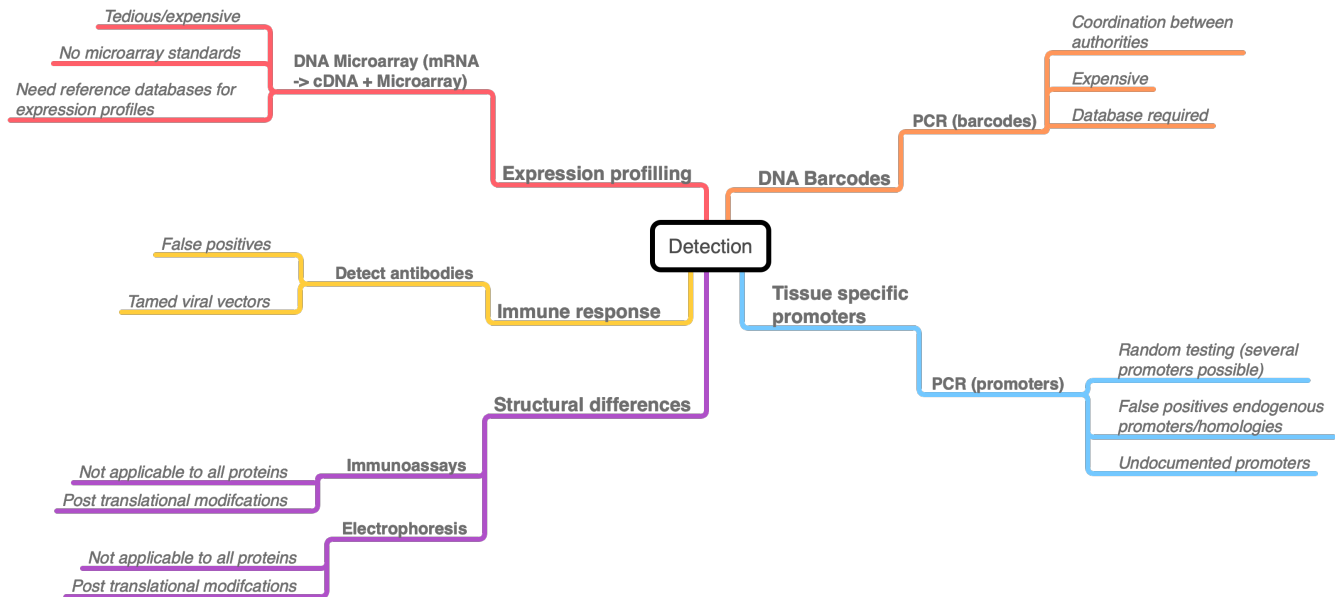 Tedious/expensive
No microarray standards
Need reference databases for
expression profiles
DNA Microarray (mRNA
-> cDNA + Microarray)
Expression profilling
Coordination between
authorities
Expensive
Database required
PCR (barcodes)
DNA Barcodes
Detection
False positives
Tamed viral vectors
Detect antibodies
Immune response
Tissue specific
promoters
PCR (promoters)
Random testing (several
promoters possible)
False positives endogenous
promoters/homologies
Undocumented promoters
Structural differences
Immunoassays
Not applicable to all proteins
Post translational modifcations
Electrophoresis
Not applicable to all proteins
Post translational modifcations